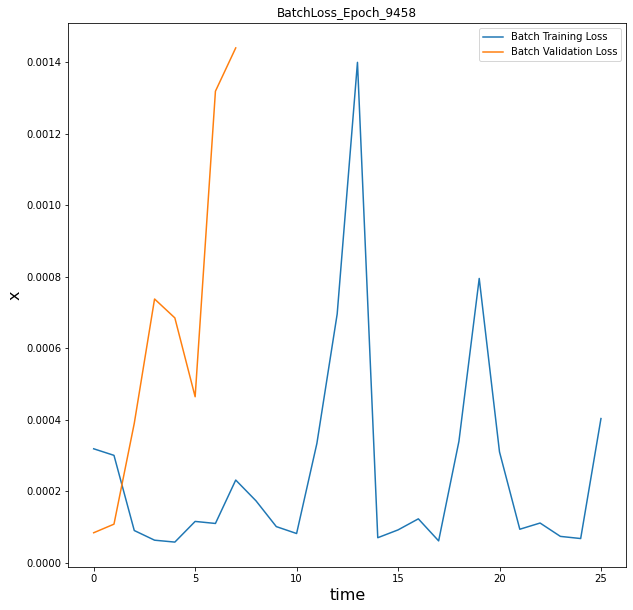 BatchLoss_Epoch_9458
Batch Training Loss
Batch Validation Loss
0.0014
0.0012
0.0010
0.0008
0.0006
0.0004
0.0002
0.0000
x
0 5 10 15 20 25
time